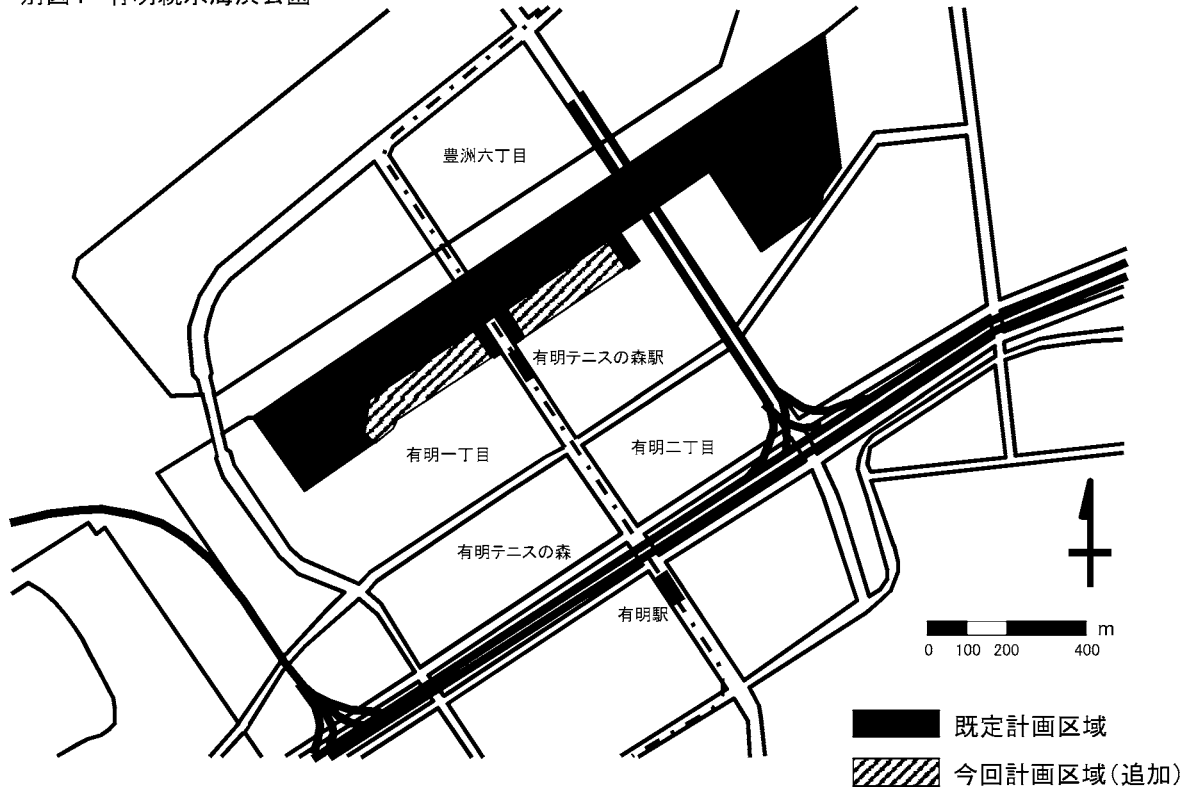 豊洲六丁目
有明テニスの森駅
有明一丁目
有明二丁目
有明テニスの森
有明駅
m
0 100 200 400
既定計画区域
今回計画区域(追加)